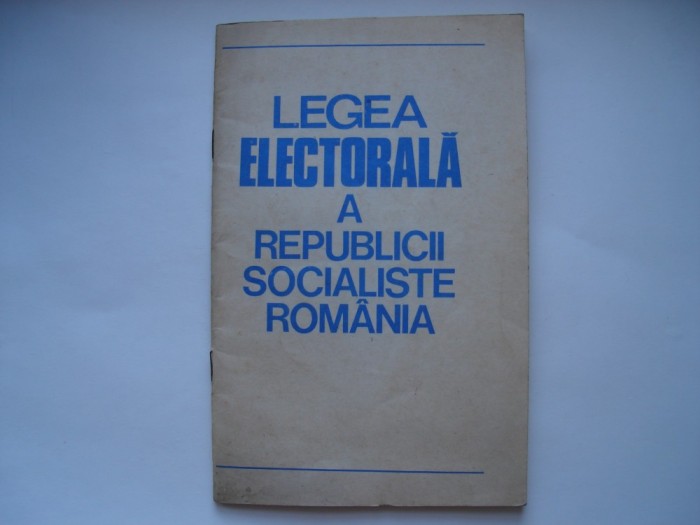 LEGEA
ELECTORALĂ
A
REPUBLICII
SOCIALISTE
ROMÂNIA